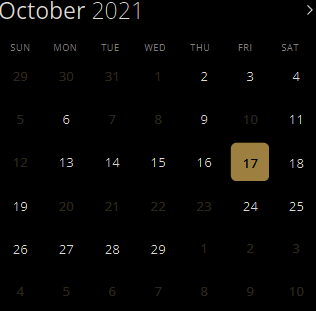 October 2021
SUN MON TUE WED THU FRI SAT
29 30 31 1 2 3 4
5 6 7 8 9 10 11
12 13 14 15 16 17 18
19 20 21 22 23 24 25
26 27 28 29 1 2 3
4 5 6 7 8 9 10